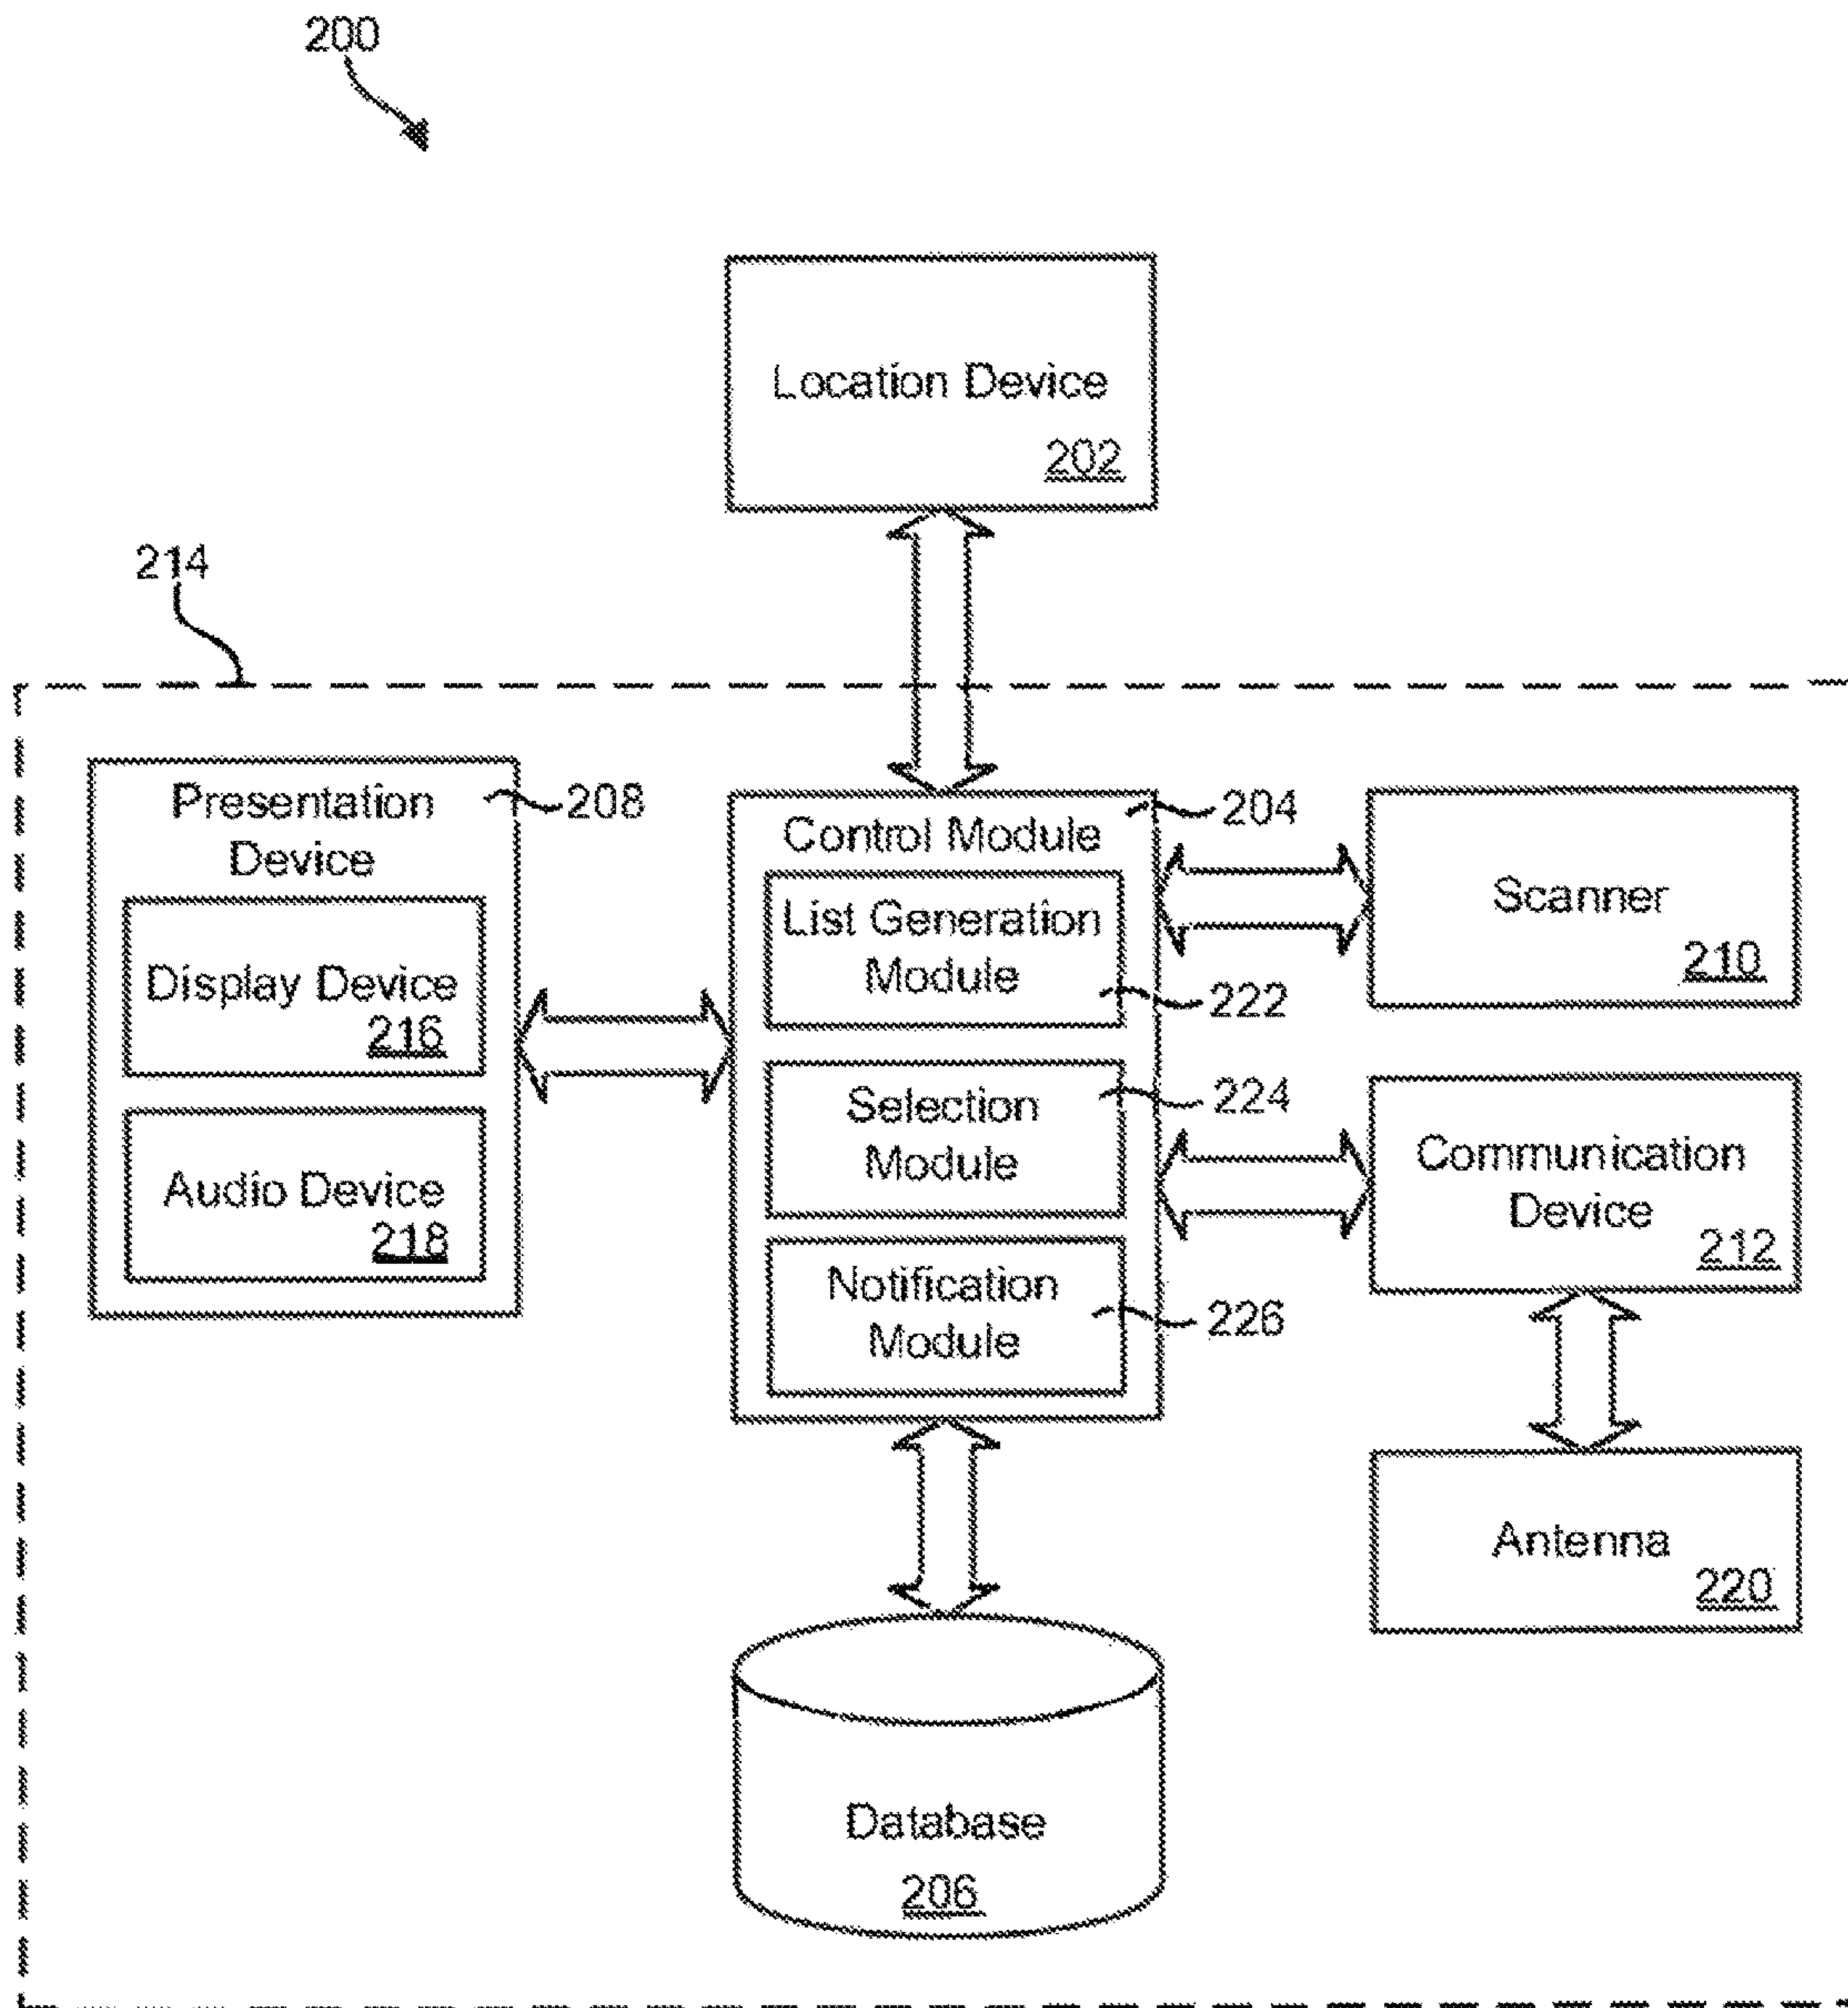 200
Location Device
202
214
Presentation
Device
208
Display Device
216
Audio Device
218
Control Module
204
List Generation
Module
222
Selection
Module
224
Notification
Module
226
Scanner
210
Communication
Device
212
Antenna
220
Database
206